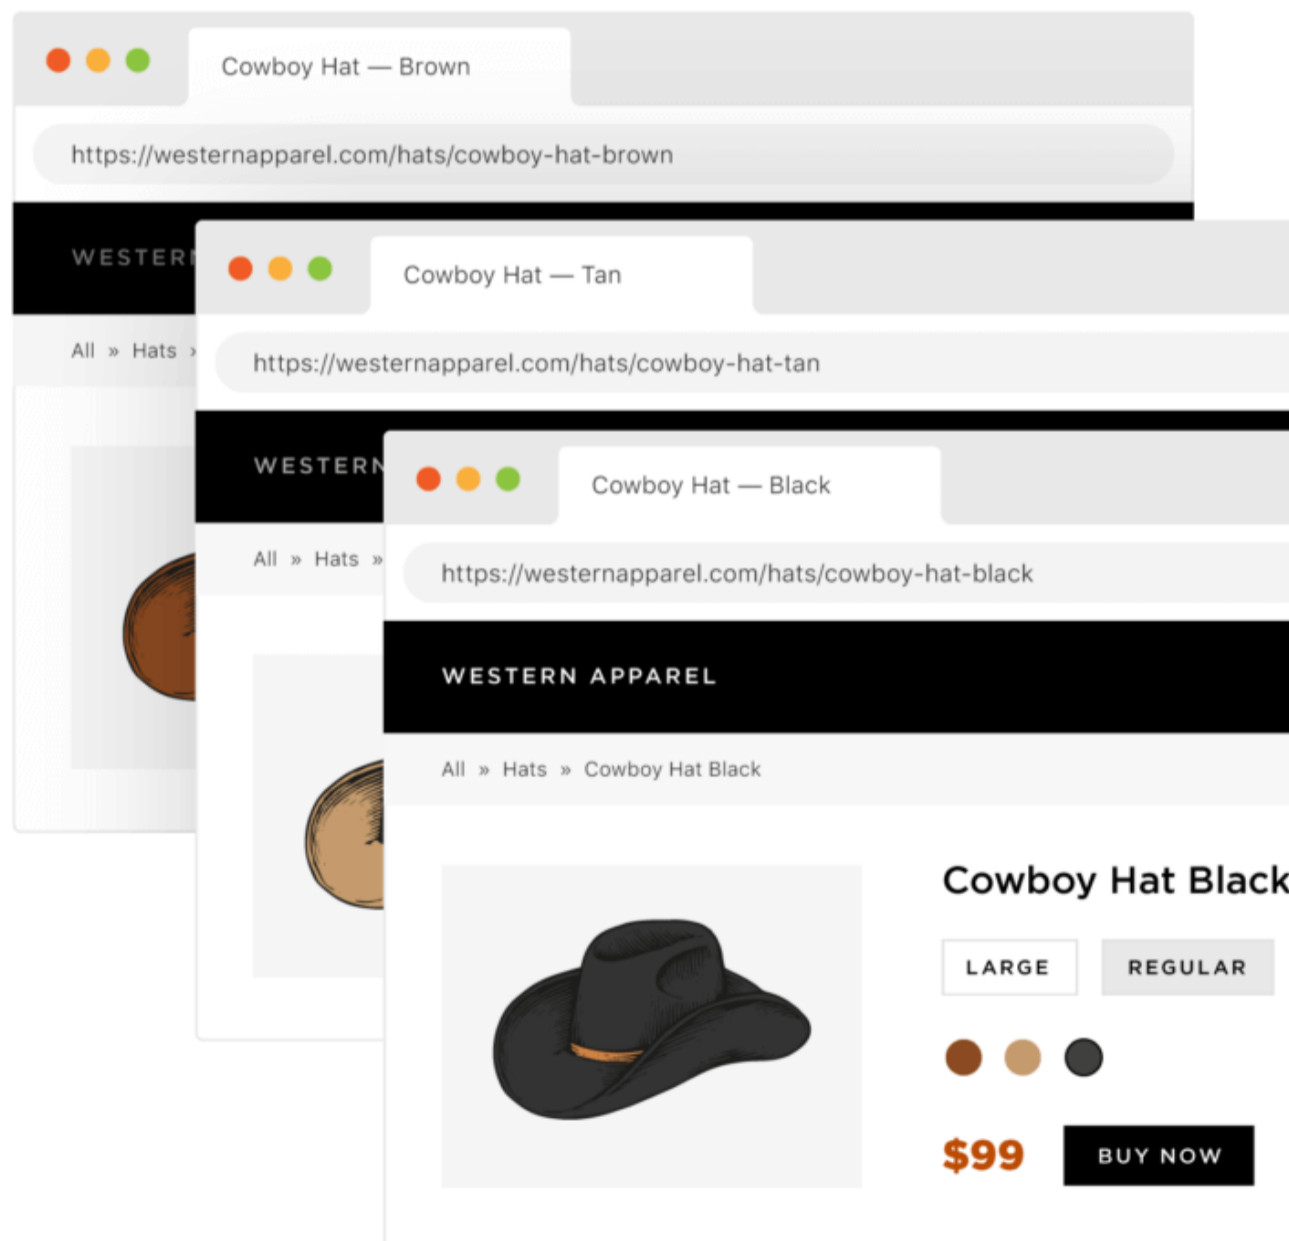 Cowboy Hat — Brown
https://westernapparel.com/hats/cowboy-hat-brown
WESTERN
All » Hats »
Cowboy Hat — Tan
https://westernapparel.com/hats/cowboy-hat-tan
WESTERN
All » Hats »
Cowboy Hat — Black
https://westernapparel.com/hats/cowboy-hat-black
WESTERN APPAREL
All » Hats » Cowboy Hat Black
Cowboy Hat Black
LARGE REGULAR
$99 BUY NOW